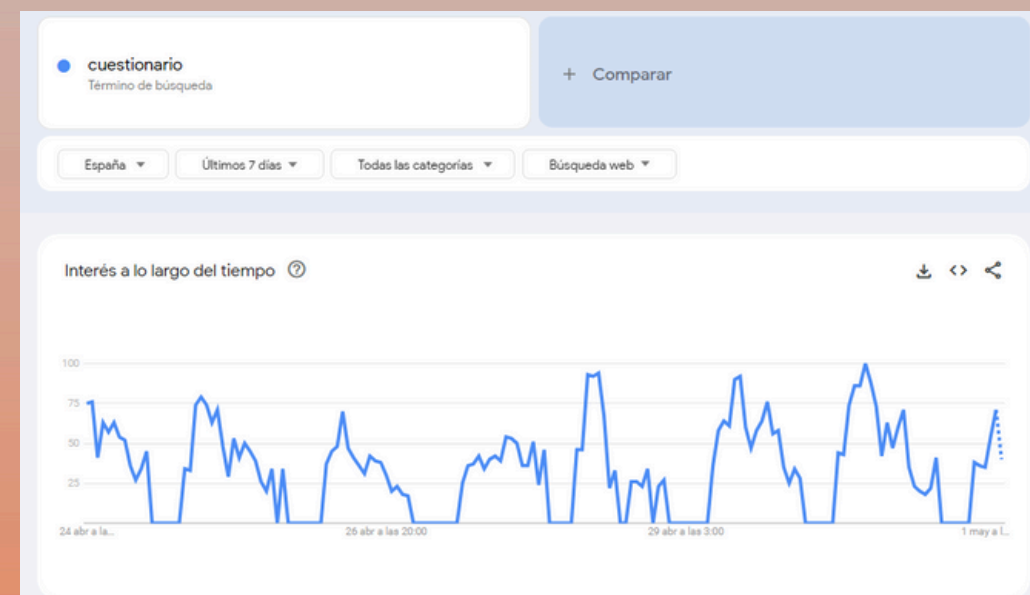 cuestionario
Término de búsqueda
+ Comparar
España
Últimos 7 días
Todas las categorías
Búsqueda web
Interés a lo largo del tiempo
100
75
50
25
24 abr a la...
26 abr a las 20:00
29 abr a las 3:00
1 may a l...